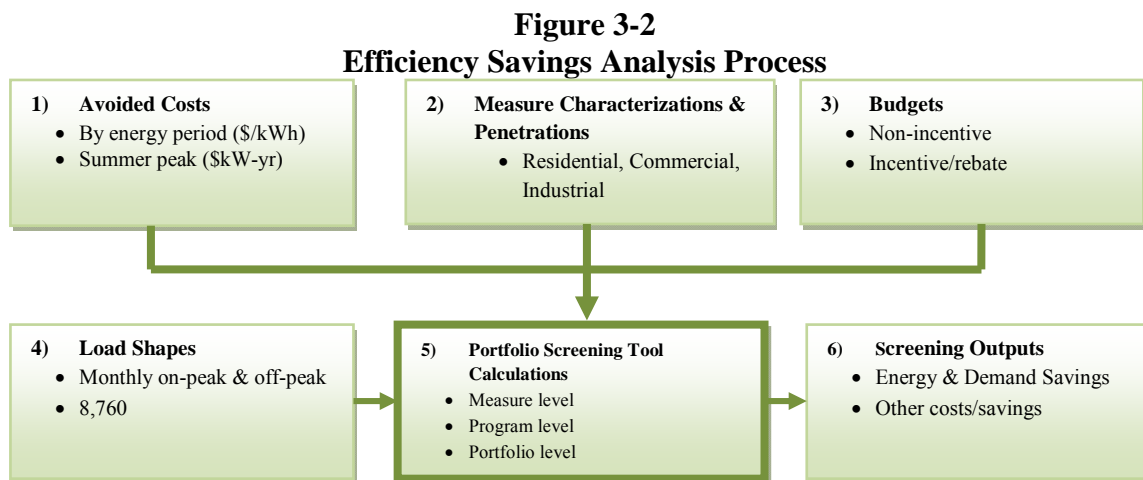 Figure 3-2
Efficiency Savings Analysis Process
1) Avoided Costs
• By energy period ($/kWh)
• Summer peak ($kW-yr)
2) Measure Characterizations &
Penetrations
• Residential, Commercial,
Industrial
3) Budgets
• Non-incentive
• Incentive/rebate
4) Load Shapes
• Monthly on-peak & off-peak
• 8,760
5) Portfolio Screening Tool
Calculations
• Measure level
• Program level
• Portfolio level
6) Screening Outputs
• Energy & Demand Savings
• Other costs/savings